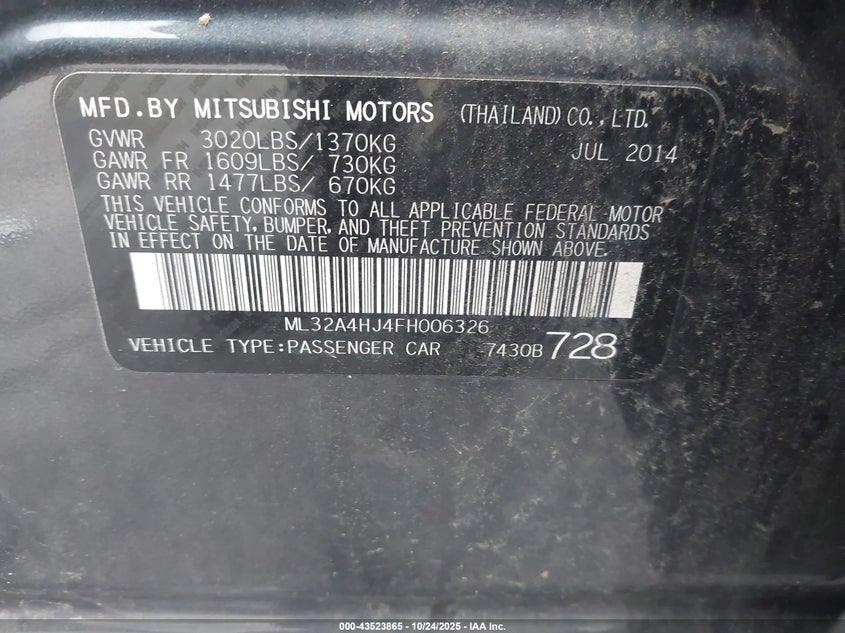 MFD.BY MITSUBISHI MOTORS (THAILAND) CO., LTD.
GVWR 3020LBS/1370KG JUL 2014
GAWR FR 1609LBS/ 730KG
GAWR RR 1477LBS/ 670KG
THIS VEHICLE CONFORMS TO ALL APPLICABLE FEDERAL MOTOR
VEHICLE SAFETY, BUMPER, AND THEFT PREVENTION STANDARDS
IN EFFECT ON THE DATE OF MANUFACTURE SHOWN ABOVE.
ML32A4HJ4FH006326
VEHICLE TYPE:PASSENGER CAR 7430B 728
000-43523865 - 10/24/2025 - IAA Inc.